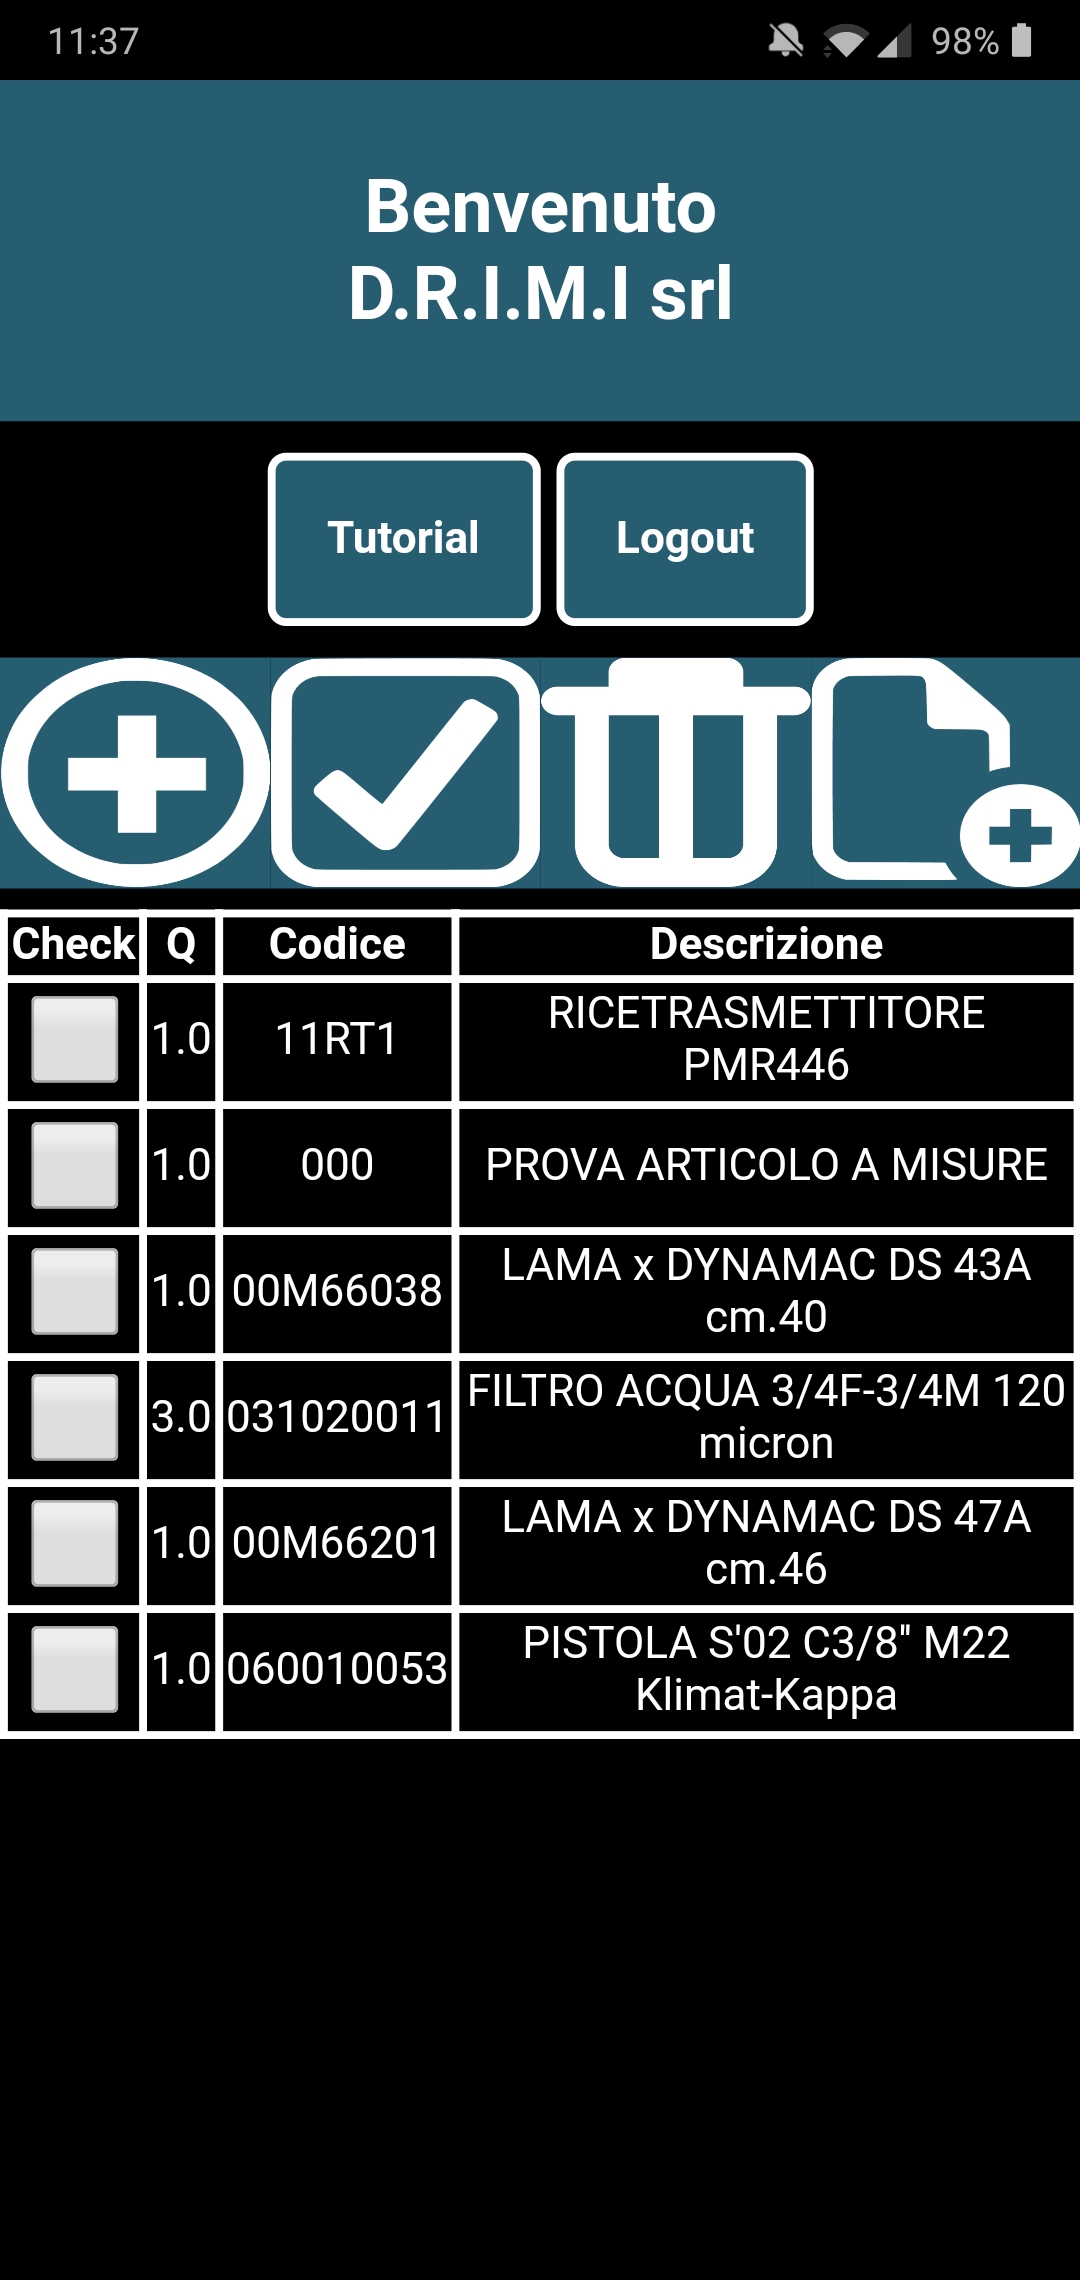 11:37 98%
Benvenuto
D.R.I.M.I srl
Tutorial Logout
Check Q Codice Descrizione
1.0 11RT1 RICETRASMETTITORE
PMR446
1.0 000 PROVA ARTICOLO A MISURE
1.0 00M66038 LAMA x DYNAMAC DS 43A
cm.40
3.0 031020011 FILTRO ACQUA 3/4F-3/4M 120
micron
1.0 00M66201 LAMA x DYNAMAC DS 47A
cm.46
1.0 060010053 PISTOLA S'02 C3/8" M22
Klimat-Kappa